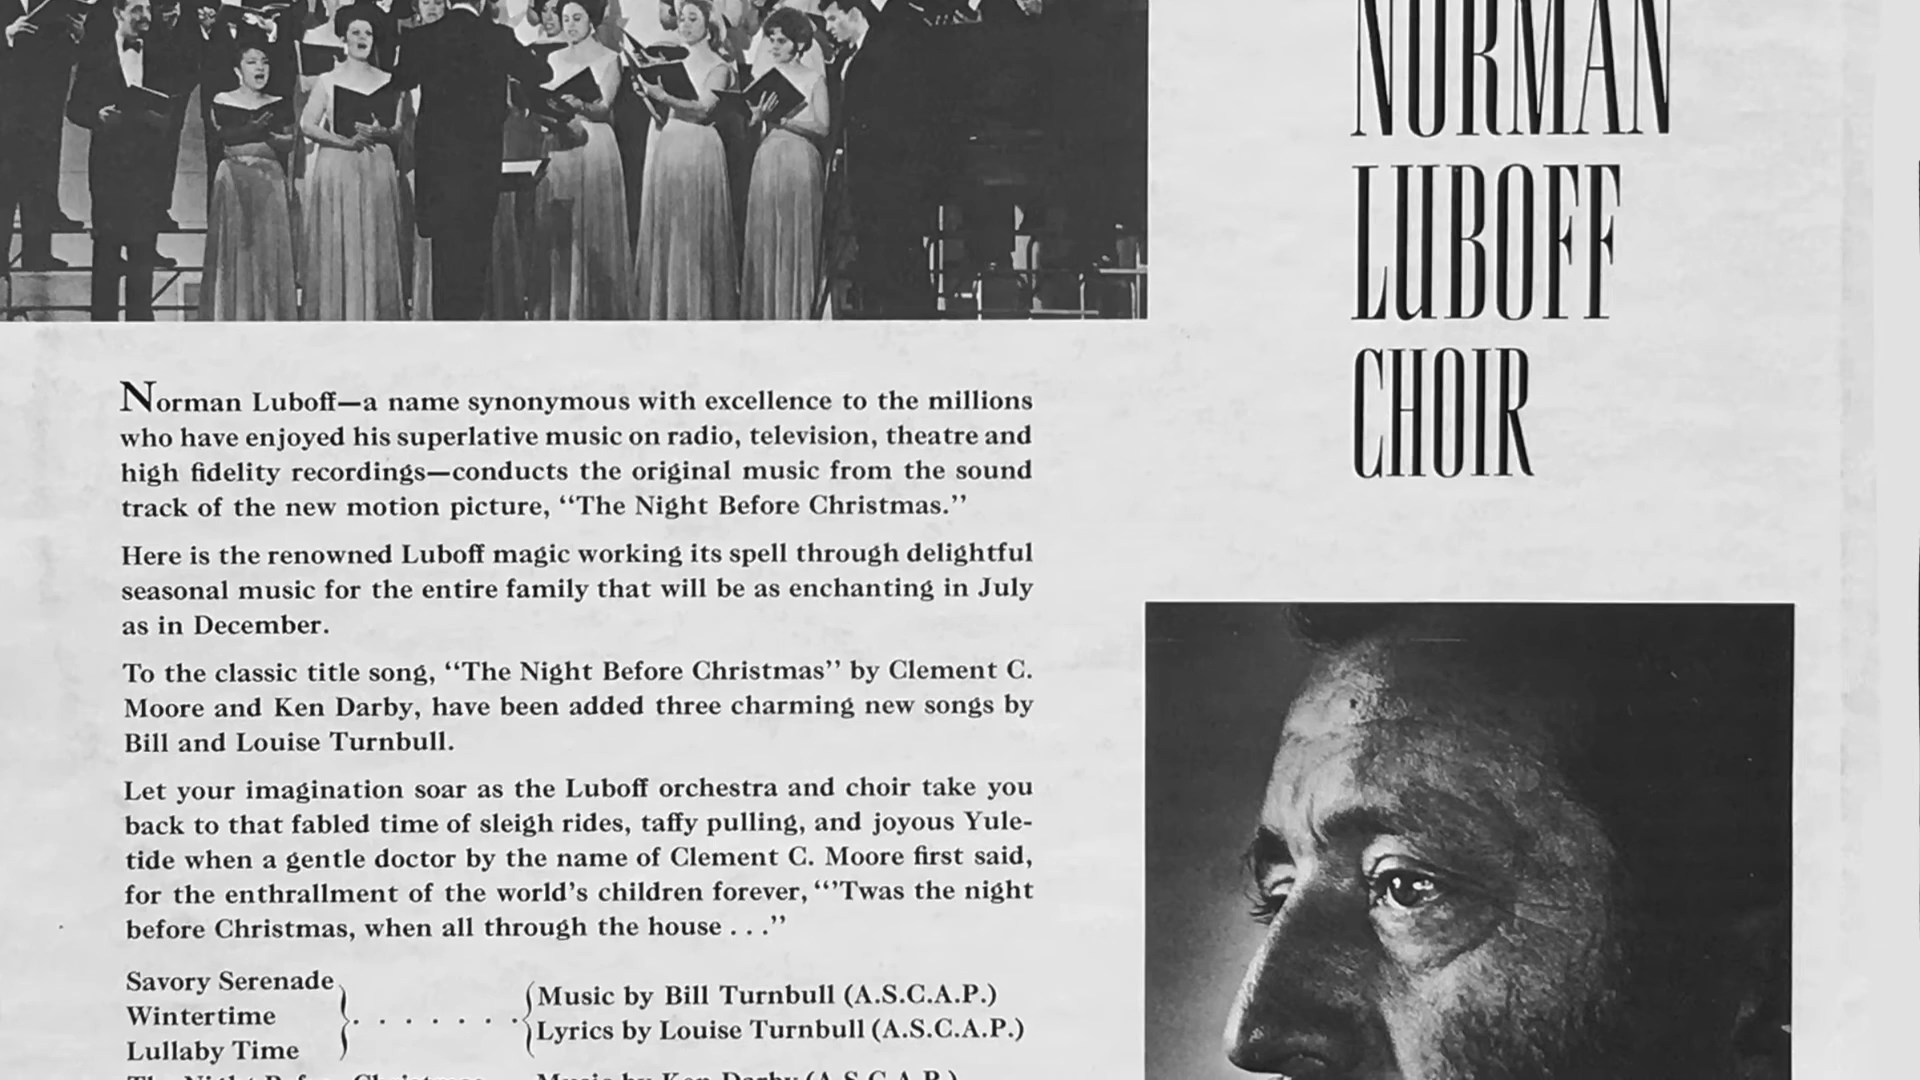 NORMAN
LUBOFF
CHOIR
Norman Luboff—a name synonymous with excellence to the millions
who have enjoyed his superlative music on radio, television, theatre and
high fidelity recordings—conducts the original music from the sound
track of the new motion picture, “The Night Before Christmas.”
Here is the renowned Luboff magic working its spell through delightful
seasonal music for the entire family that will be as enchanting in July
as in December.
To the classic title song, “The Night Before Christmas” by Clement C.
Moore and Ken Darby, have been added three charming new songs by
Bill and Louise Turnbull.
Let your imagination soar as the Luboff orchestra and choir take you
back to that fabled time of sleigh rides, taffy pulling, and joyous Yule-
tide when a gentle doctor by the name of Clement C. Moore first said,
for the enthrallment of the world’s children forever, “’Twas the night
before Christmas, when all through the house . . .”
Savory Serenade
Wintertime
Lullaby Time
Music by Bill Turnbull (A.S.C.A.P.)
Lyrics by Louise Turnbull (A.S.C.A.P.)
The Night Before Christmas Music by Ken Darby (A.S.C.A.P.)